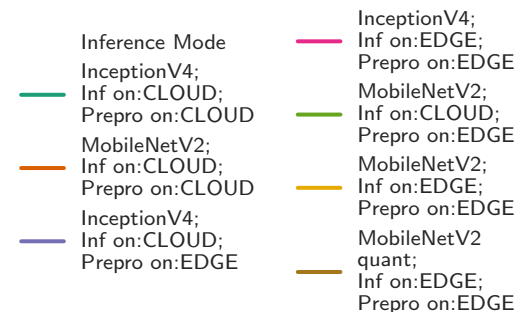 Inference Mode
InceptionV4;
Inf on:CLOUD;
Prepro on:CLOUD
MobileNetV2;
Inf on:CLOUD;
Prepro on:CLOUD
InceptionV4;
Inf on:CLOUD;
Prepro on:EDGE
InceptionV4;
Inf on:EDGE;
Prepro on:EDGE
MobileNetV2;
Inf on:CLOUD;
Prepro on:EDGE
MobileNetV2;
Inf on:EDGE;
Prepro on:EDGE
MobileNetV2
quant;
Inf on:EDGE;
Prepro on:EDGE